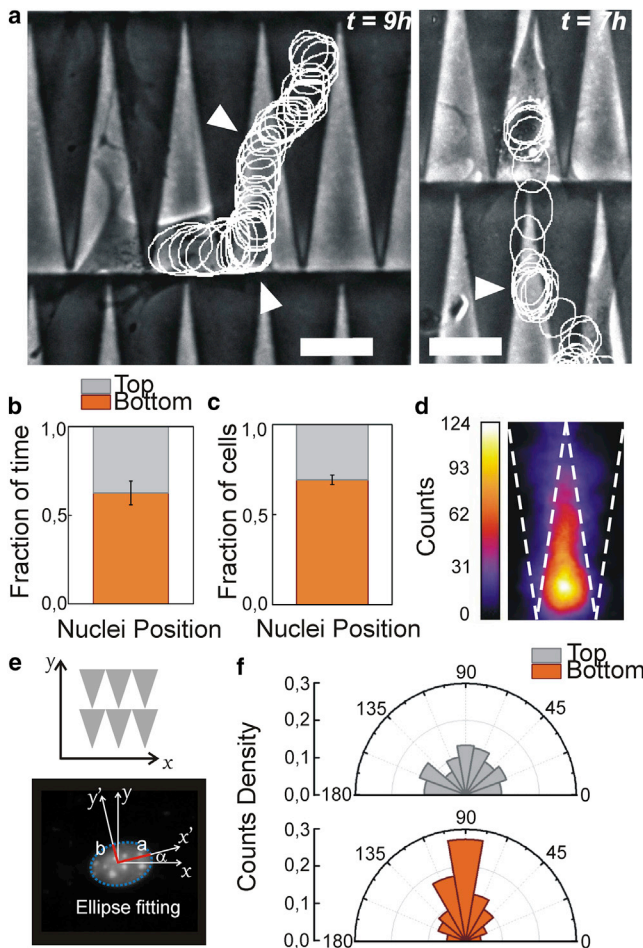 a
t = 9h
t = 7h
Top
Bottom
b
Fraction of time
1,0
0,5
0,0
Nuclei Position
c
Fraction of cells
1,0
0,5
0,0
Nuclei Position
d
Counts
124
93
62
31
0
e
y
x
y'
y
x'
b
a
α
x
Ellipse fitting
f
Top
Bottom
Counts Density
0,3
0,2
0,1
0,0
180
135
90
45
0
0,3
0,2
0,1
0,0
180
135
90
45
0